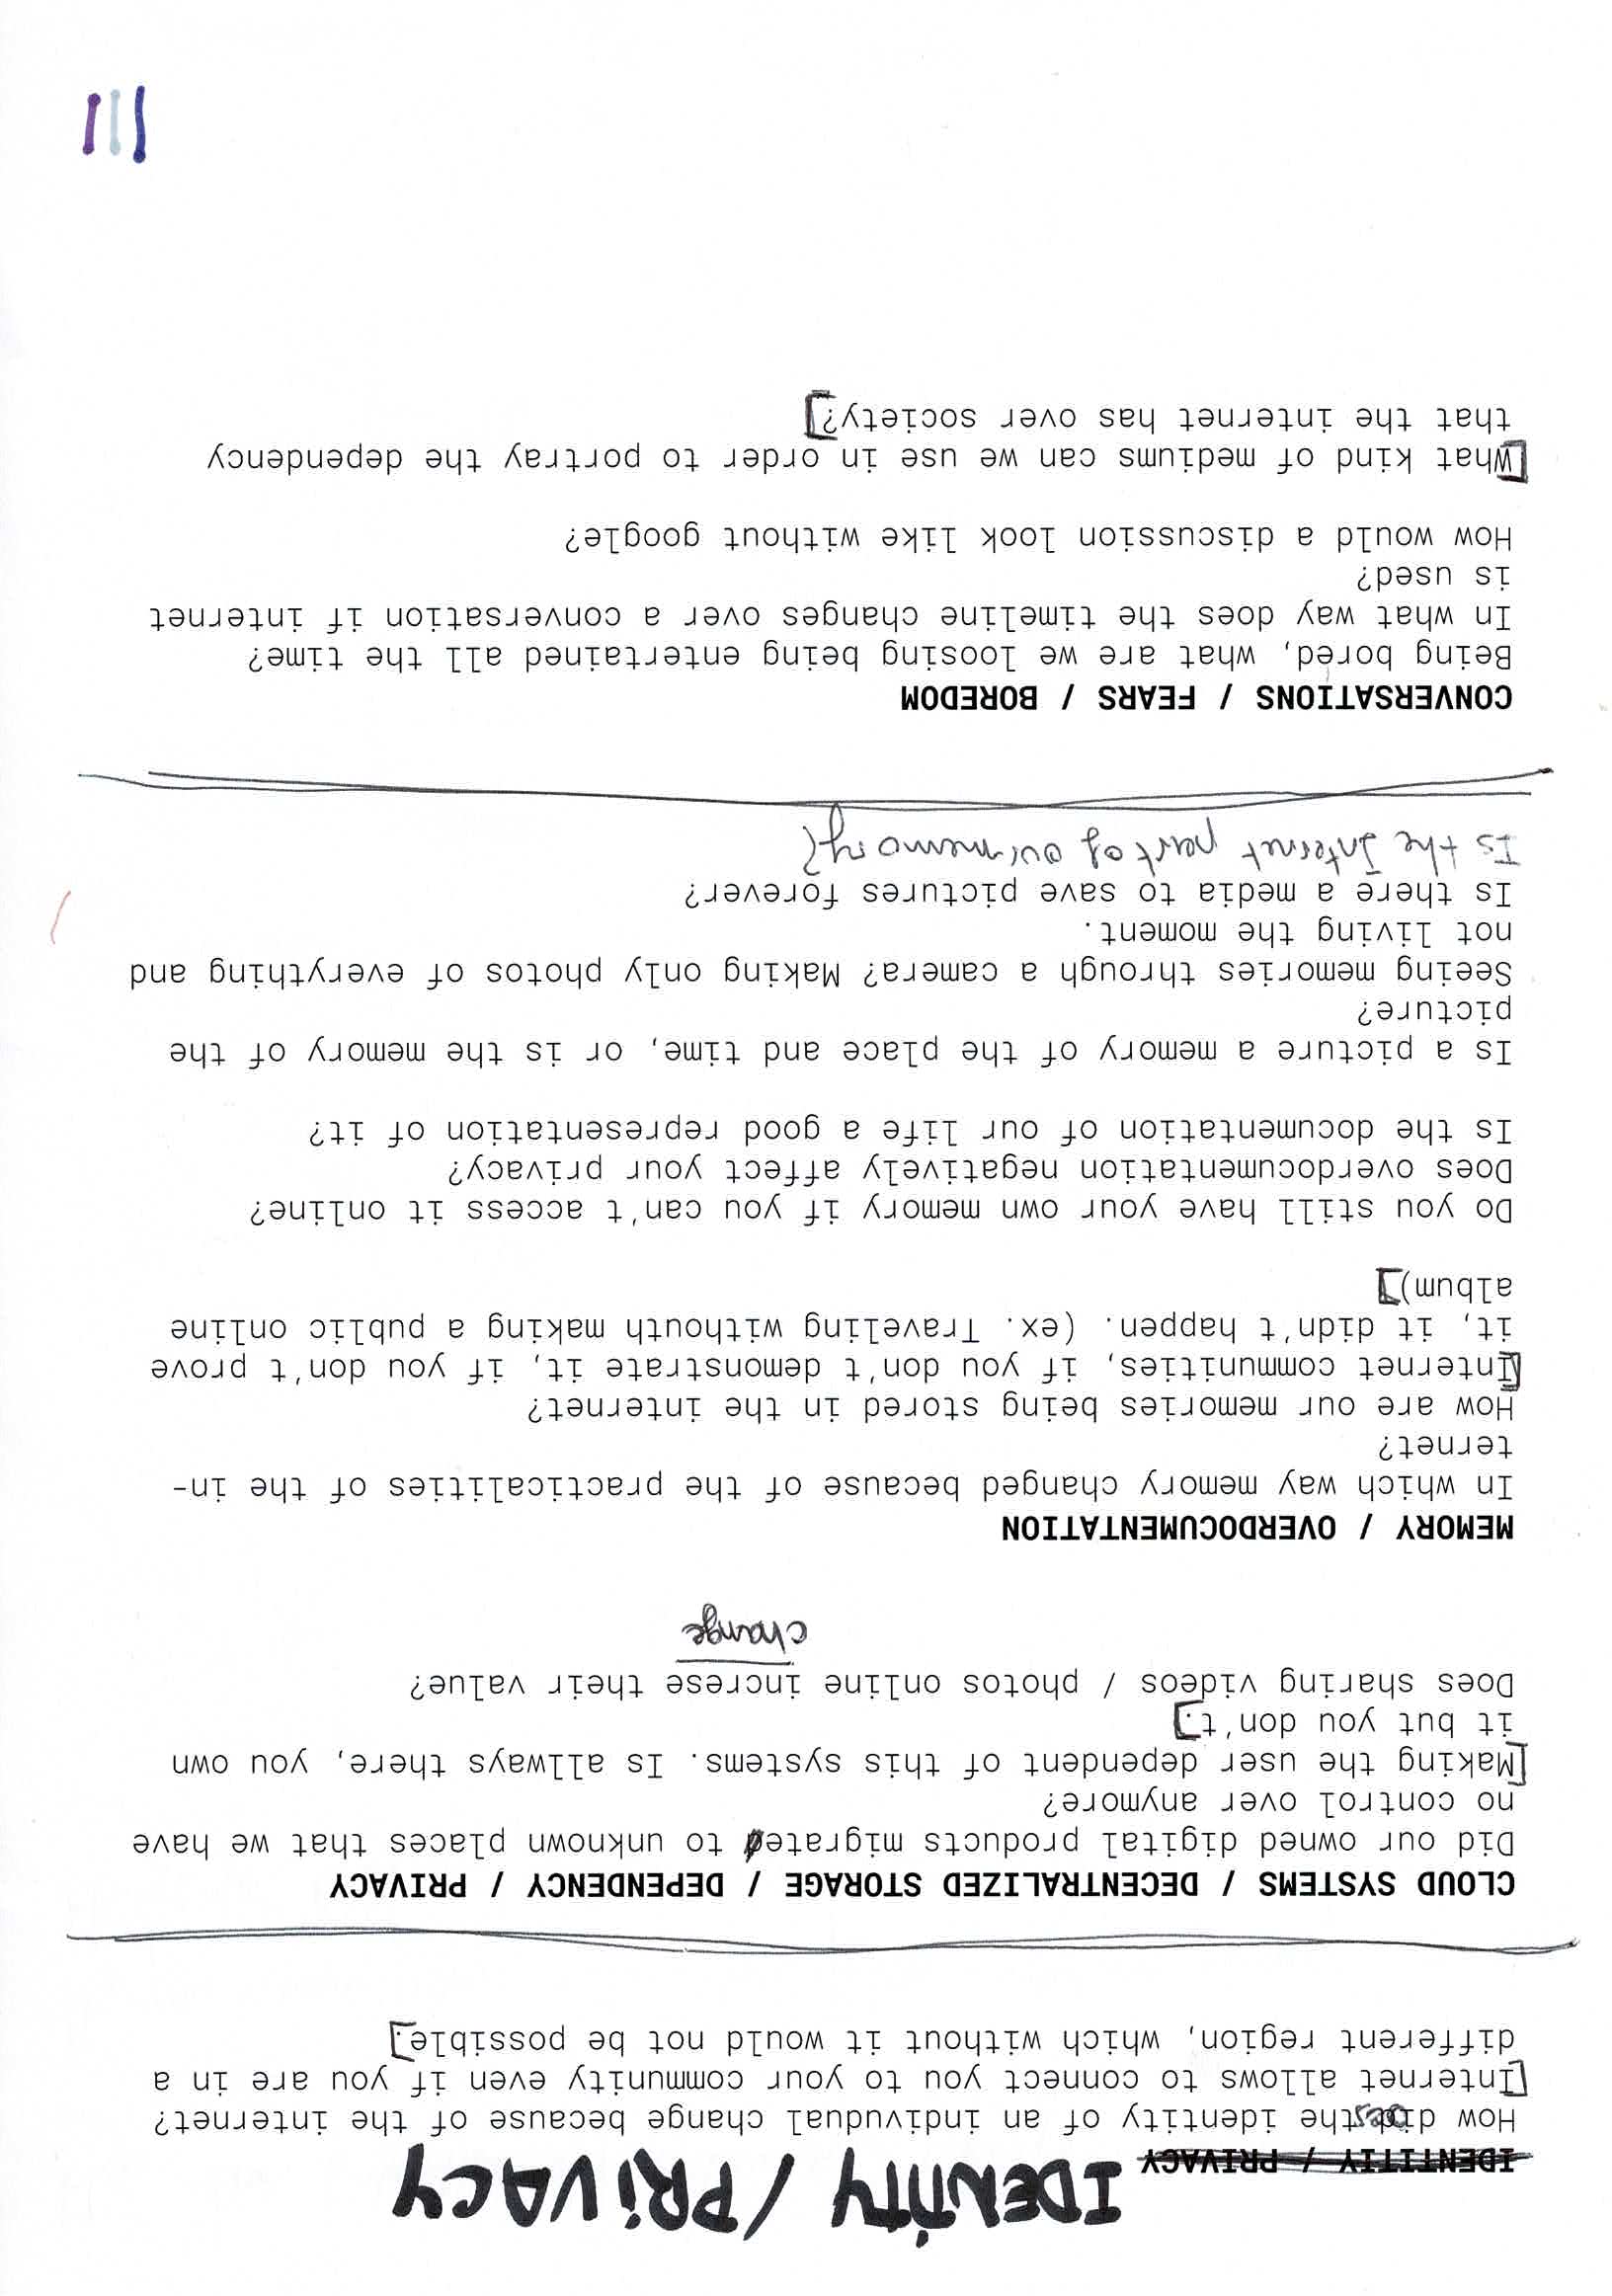 IDENTITY / PRIVACY
IDENTITIY / PRIVACY
How does the identity of an indivudual change because of the internet?
[Internet allows to connect you to your community even if you are in a
different region, which without it would not be possible.]
CLOUD SYSTEMS / DECENTRALIZED STORAGE / DEPENDENCY / PRIVACY
Did our owned digital products migrate to unknown places that we have
no control over anymore?
[Making the user dependent of this systems. Is allways there, you own
it but you don't.]
Does sharing videos / photos online increse their value?
change
MEMORY / OVERDOCUMENTATION
In which way memory changed because of the practicalities of the in-
ternet?
How are our memories being stored in the internet?
[Internet communities, if you don't demonstrate it, if you don't prove
it, it didn't happen. (ex. Traveling withouth making a public online
album)]
Do you still have your own memory if you can't access it online?
Does overdocumentation negatively affect your privacy?
Is the documentation of our life a good representation of it?
Is a picture a memory of the place and time, or is the memory of the
picture?
Seeing memories through a camera? Making only photos of everything and
not living the moment.
Is there a media to save pictures forever?
Is the Internet part of our memory?
CONVERSATIONS / FEARS / BOREDOM
Being bored, what are we loosing being entertained all the time?
In what way does the timeline changes over a conversation if internet
is used?
How would a discussion look like without google?
[What kind of mediums can we use in order to portray the dependency
that the internet has over society?]